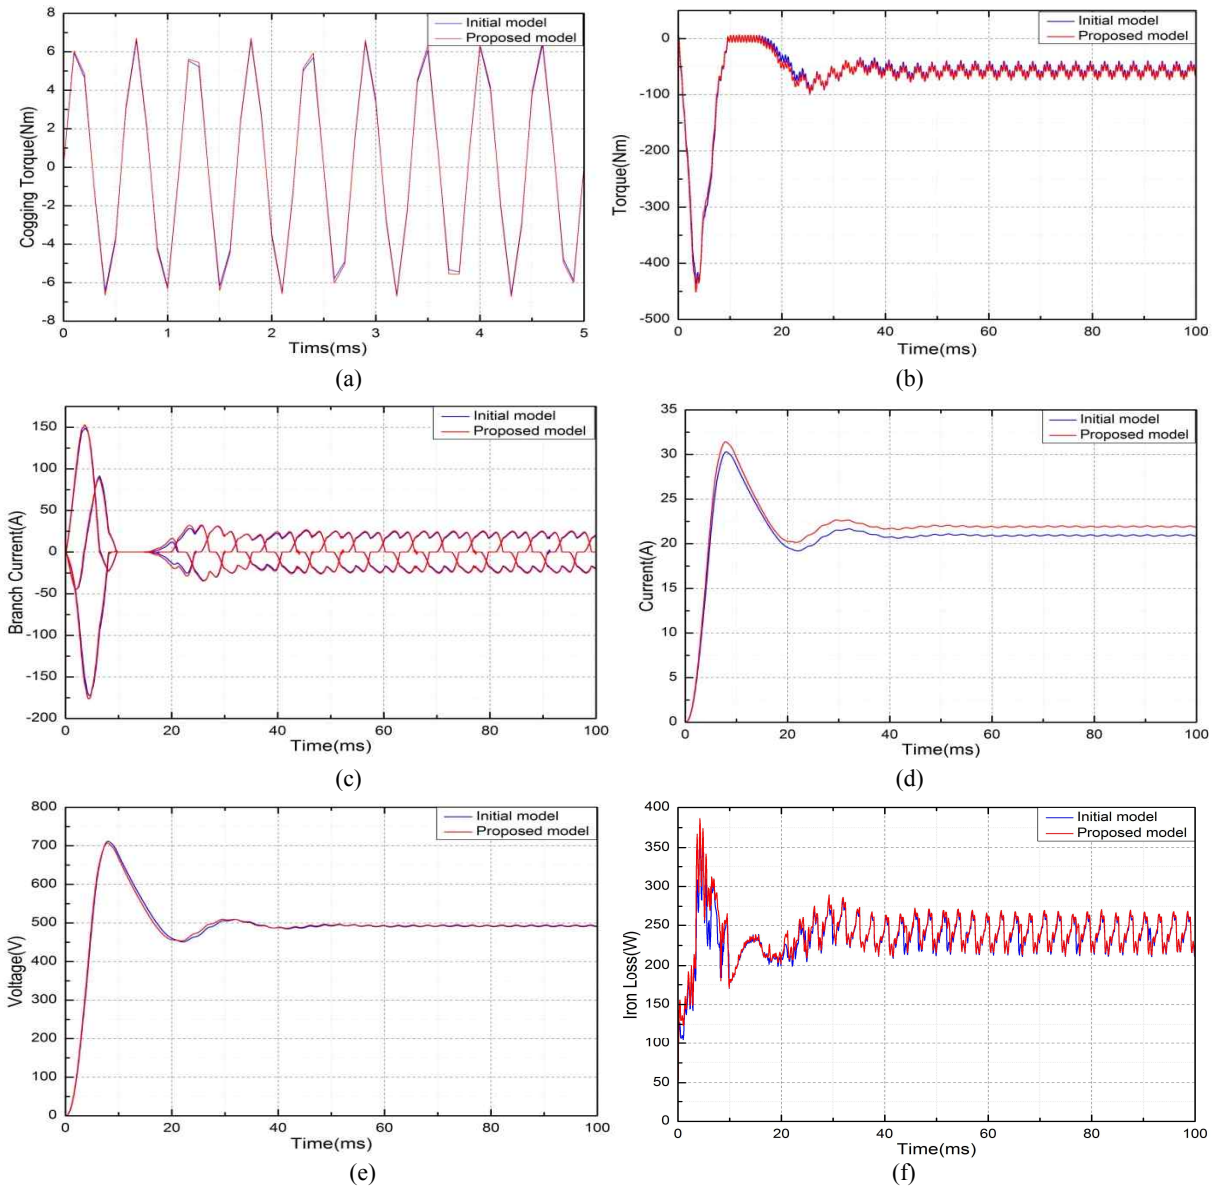 Initial model
Proposed model
8
6
4
2
0
-2
-4
-6
-8
Cogging Torque(Nm)
0 1 2 3 4 5
Tims(ms)
(a)
Initial model
Proposed model
0
-100
-200
-300
-400
-500
Torque(Nm)
0 20 40 60 80 100
Time(ms)
(b)
Initial model
Proposed model
150
100
50
0
-50
-100
-150
-200
Branch Current(A)
0 20 40 60 80 100
Time(ms)
(c)
Initial model
Proposed model
35
30
25
20
15
10
5
0
Current(A)
0 20 40 60 80 100
Time(ms)
(d)
Initial model
Proposed model
800
700
600
500
400
300
200
100
0
Voltage(V)
0 20 40 60 80 100
Time(ms)
(e)
Initial model
Proposed model
400
350
300
250
200
150
100
50
0
Iron Loss(W)
0 20 40 60 80 100
Time(ms)
(f)